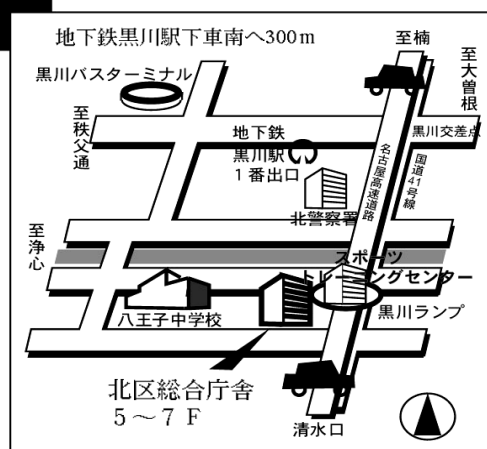 地下鉄黒川駅下車南へ300m
至楠
黒川バスターミナル
至大曽根
至秩父通
地下鉄
黒川駅
1番出口
黒川交差点
名古屋高速道路
国道41号線
北警察署
至浄心
スポーツ
トレーニングセンター
八王子中学校
黒川ランプ
北区総合庁舎
5～7F
清水口